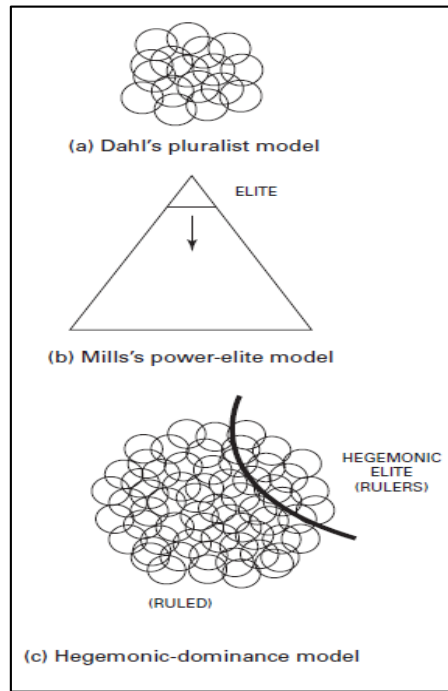 (a) Dahl's pluralist model
ELITE
(b) Mills's power-elite model
HEGEMONIC
ELITE
(RULERS)
(RULED)
(c) Hegemonic-dominance model